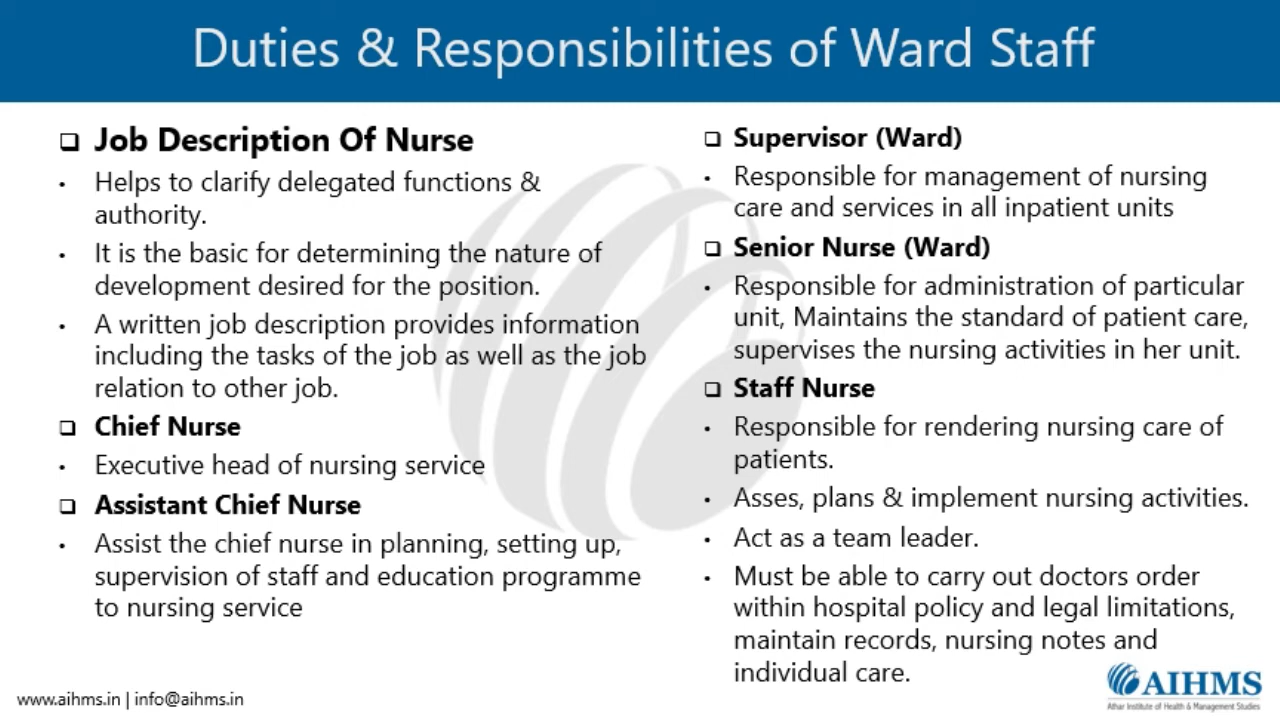 Duties & Responsibilities of Ward Staff
❑ Job Description Of Nurse
• Helps to clarify delegated functions &
authority.
• It is the basic for determining the nature of
development desired for the position.
• A written job description provides information
including the tasks of the job as well as the job
relation to other job.
❑ Chief Nurse
• Executive head of nursing service
❑ Assistant Chief Nurse
• Assist the chief nurse in planning, setting up,
supervision of staff and education programme
to nursing service
❑ Supervisor (Ward)
• Responsible for management of nursing
care and services in all inpatient units
❑ Senior Nurse (Ward)
• Responsible for administration of particular
unit, Maintains the standard of patient care,
supervises the nursing activities in her unit.
❑ Staff Nurse
• Responsible for rendering nursing care of
patients.
• Asses, plans & implement nursing activities.
• Act as a team leader.
• Must be able to carry out doctors order
within hospital policy and legal limitations,
maintain records, nursing notes and
individual care.
www.aihms.in | info@aihms.in
AIHMS
Athar Institute of Health & Management Studies